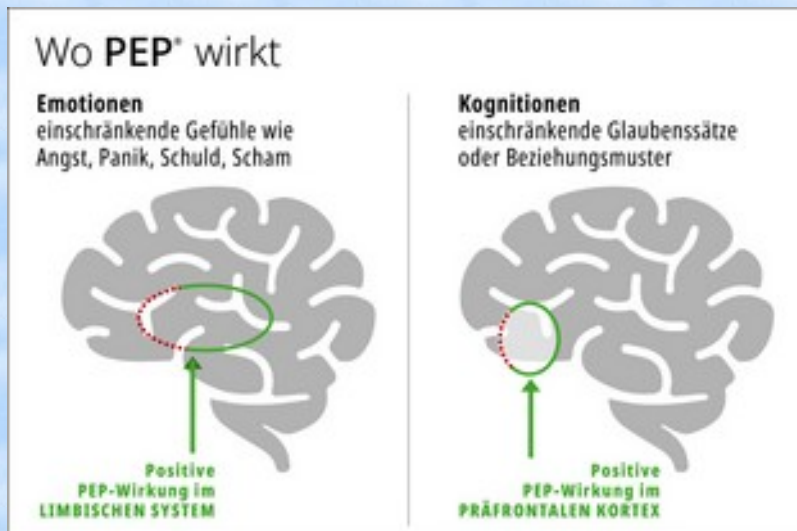 Wo PEP® wirkt
Emotionen
einschränkende Gefühle wie
Angst, Panik, Schuld, Scham
Positive
PEP-Wirkung im
LIMBISCHEN SYSTEM
Kognitionen
einschränkende Glaubenssätze
oder Beziehungsmuster
Positive
PEP-Wirkung im
PRÄFRONTALEN KORTEX